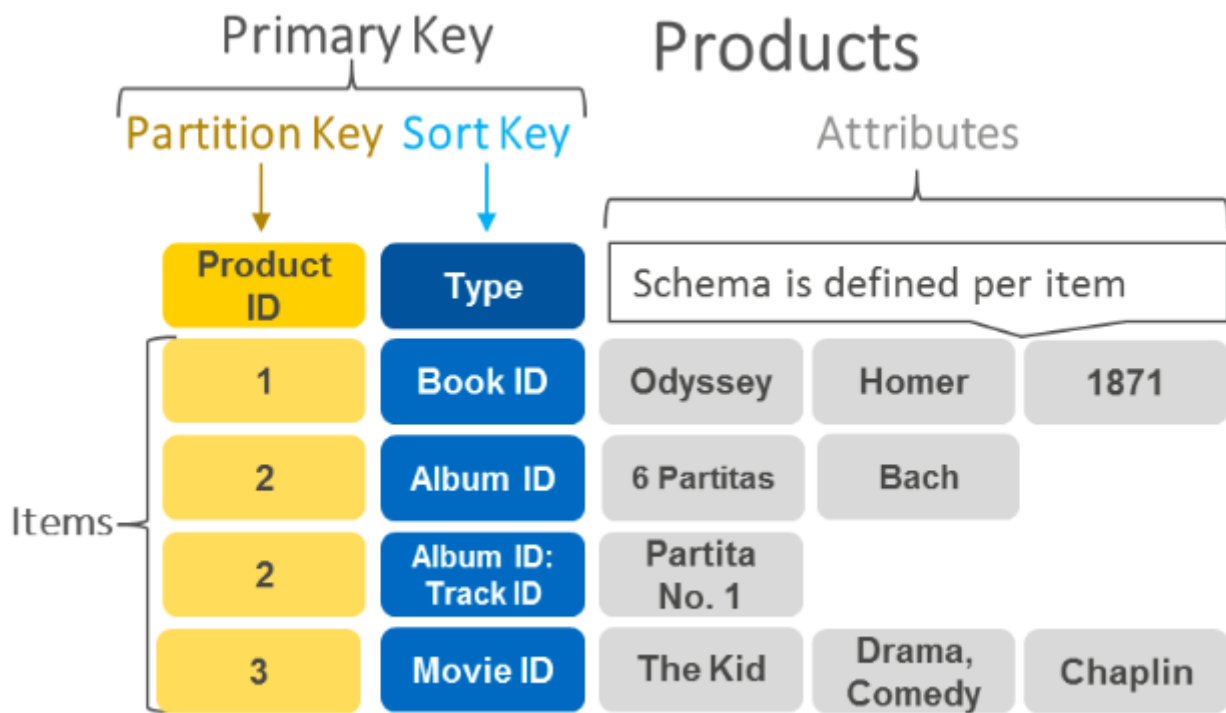 Primary Key
Products
Partition Key
Sort Key
Attributes
Product
ID
Type
Schema is defined per item
Items
1
Book ID
Odyssey
Homer
1871
2
Album ID
6 Partitas
Bach
2
Album ID:
Track ID
Partita
No. 1
3
Movie ID
The Kid
Drama,
Comedy
Chaplin